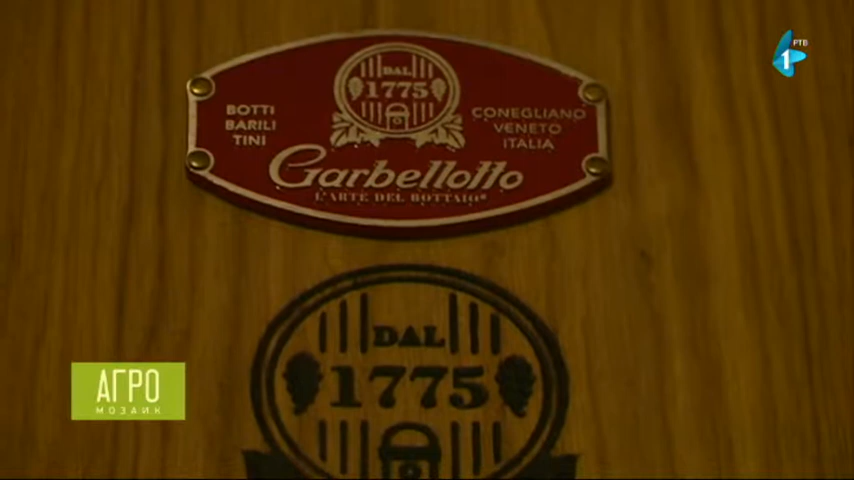 РТВ
1
DAL
1775
BOTTI
BARILI
TINI
CONEGLIANO
VENETO
ITALIA
Garbellotto
L'ARTE DEL BOTTAIO®
DAL
1775
АГРО
МОЗАИК